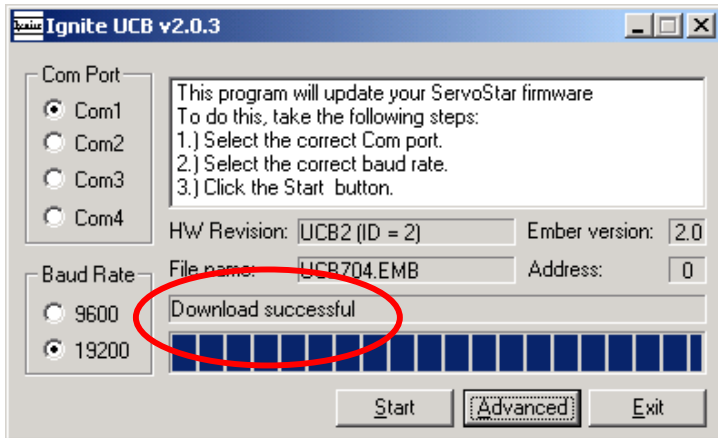 Ignite UCB v2.0.3
Com Port
Com1
Com2
Com3
Com4
This program will update your ServoStar firmware
To do this, take the following steps:
1.) Select the correct Com port.
2.) Select the correct baud rate.
3.) Click the Start button.
HW Revision: UCB2 (ID = 2) Ember version: 2.0
File name: UCB704.EMB Address: 0
Baud Rate
9600
19200
Download successful
Start Advanced Exit